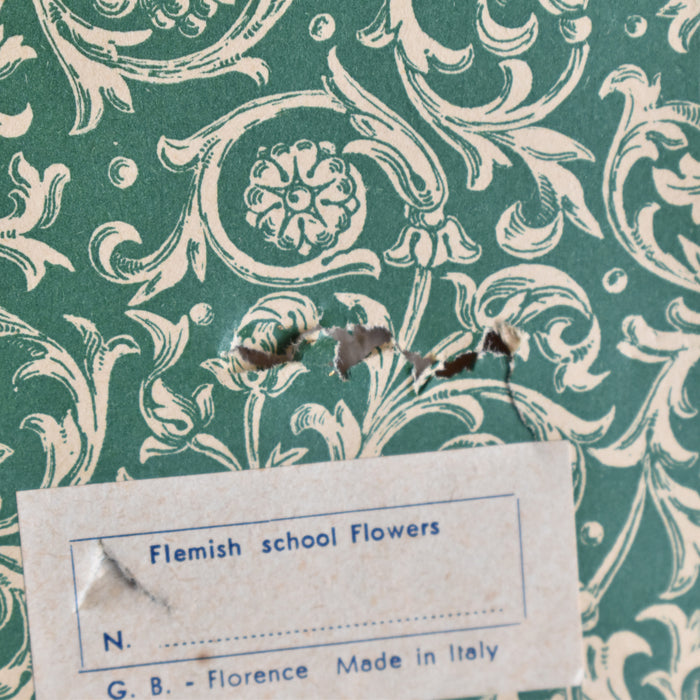 Flemish school Flowers
N. ........................................................
G. B. - Florence Made in Italy